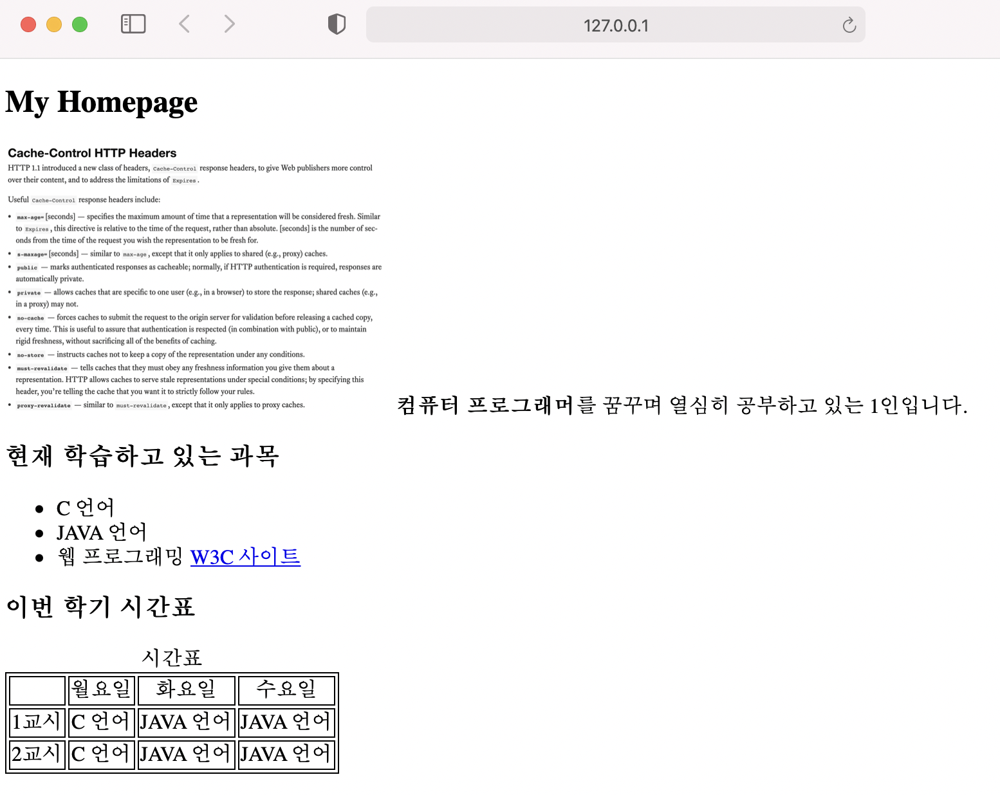 127.0.0.1
My Homepage
Cache-Control HTTP Headers
HTTP 1.1 introduced a new class of headers, Cache-Control response headers, to give Web publishers more control
over their content, and to address the limitations of Expires.
Useful Cache-Control response headers include:
• max-age=[seconds] — specifies the maximum amount of time that a representation will be considered fresh. Similar
to Expires, this directive is relative to the time of the request, rather than absolute. [seconds] is the number of sec-
onds from the time of the request you wish the representation to be fresh for.
• s-maxage=[seconds] — similar to max-age, except that it only applies to shared (e.g., proxy) caches.
• public — marks authenticated responses as cacheable; normally, if HTTP authentication is required, responses are
automatically private.
• private — allows caches that are specific to one user (e.g., in a browser) to store the response; shared caches (e.g.,
in a proxy) may not.
• no-cache — forces caches to submit the request to the origin server for validation before releasing a cached copy,
every time. This is useful to assure that authentication is respected (in combination with public), or to maintain
rigid freshness, without sacrificing all of the benefits of caching.
• no-store — instructs caches not to keep a copy of the representation under any conditions.
• must-revalidate — tells caches that they must obey any freshness information you give them about a
representation. HTTP allows caches to serve stale representations under special conditions; by specifying this
header, you're telling the cache that you want it to strictly follow your rules.
• proxy-revalidate — similar to must-revalidate, except that it only applies to proxy caches.
컴퓨터 프로그래머를 꿈꾸며 열심히 공부하고 있는 1인입니다.
현재 학습하고 있는 과목
• C 언어
• JAVA 언어
• 웹 프로그래밍 W3C 사이트
이번 학기 시간표
시간표
월요일 화요일 수요일
1교시 C 언어 JAVA 언어 JAVA 언어
2교시 C 언어 JAVA 언어 JAVA 언어